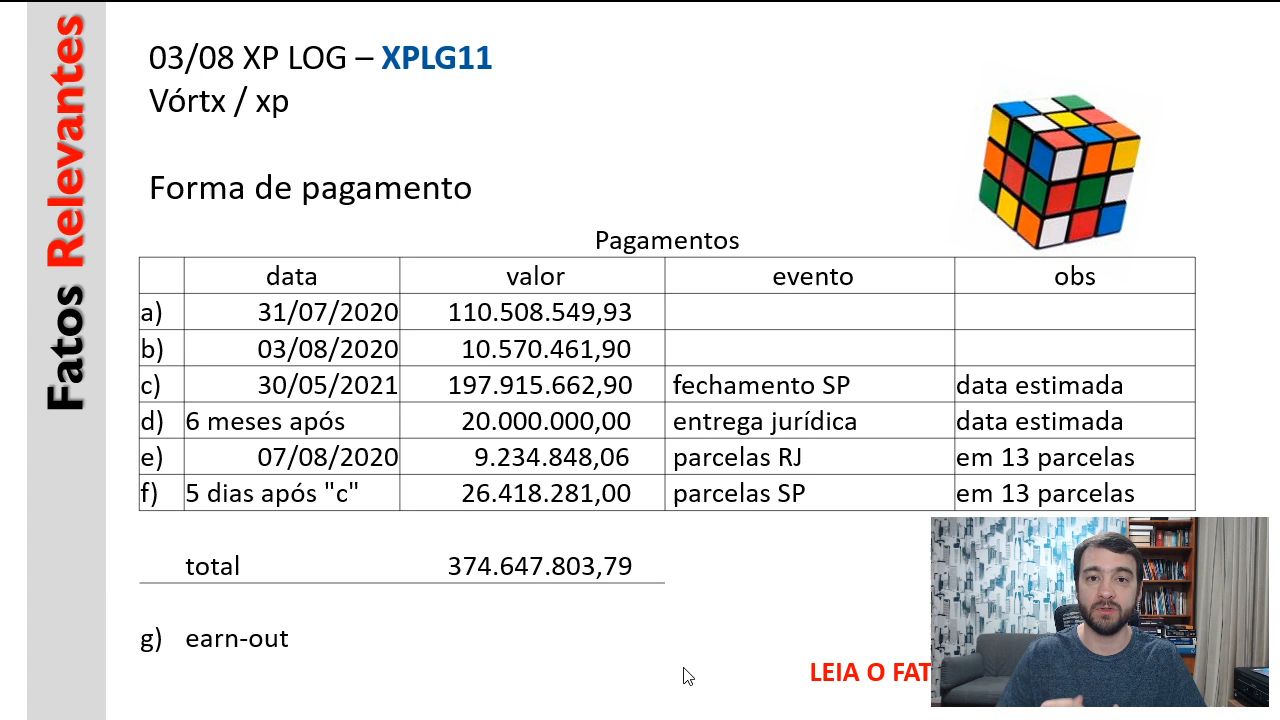 Fatos Relevantes
03/08 XP LOG – XPLG11
Vórtx / xp
Forma de pagamento
Pagamentos
data valor evento obs
a) 31/07/2020 110.508.549,93
b) 03/08/2020 10.570.461,90
c) 30/05/2021 197.915.662,90 fechamento SP data estimada
d) 6 meses após 20.000.000,00 entrega jurídica data estimada
e) 07/08/2020 9.234.848,06 parcelas RJ em 13 parcelas
f) 5 dias após "c" 26.418.281,00 parcelas SP em 13 parcelas
total 374.647.803,79
g) earn-out
LEIA O FAT